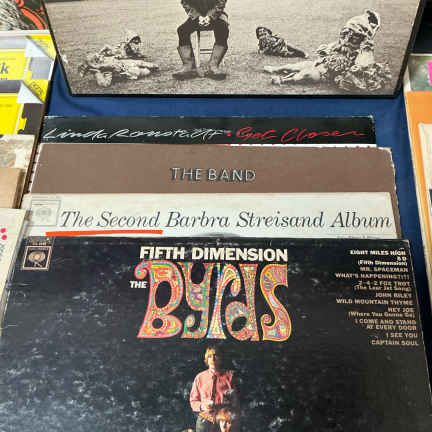 Linda Ronstadt • Get Closer
THE BAND
The Second Barbra Streisand Album
FIFTH DIMENSION
THE
Byrds
EIGHT MILES HIGH
5 D
(Fifth Dimension)
MR. SPACEMAN
WHAT'S HAPPENING?!?!
2-4-2 FOX TROT
(The Lear Jet Song)
JOHN RILEY
WILD MOUNTAIN THYME
HEY JOE
(Where You Gonna Go)
I COME AND STAND
AT EVERY DOOR
I SEE YOU
CAPTAIN SOUL